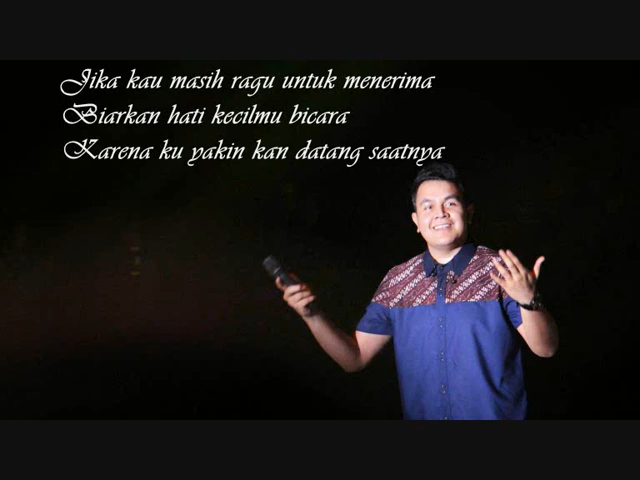 Jika kau masih ragu untuk menerima
Biarkan hati kecilmu bicara
Karena ku yakin kan datang saatnya